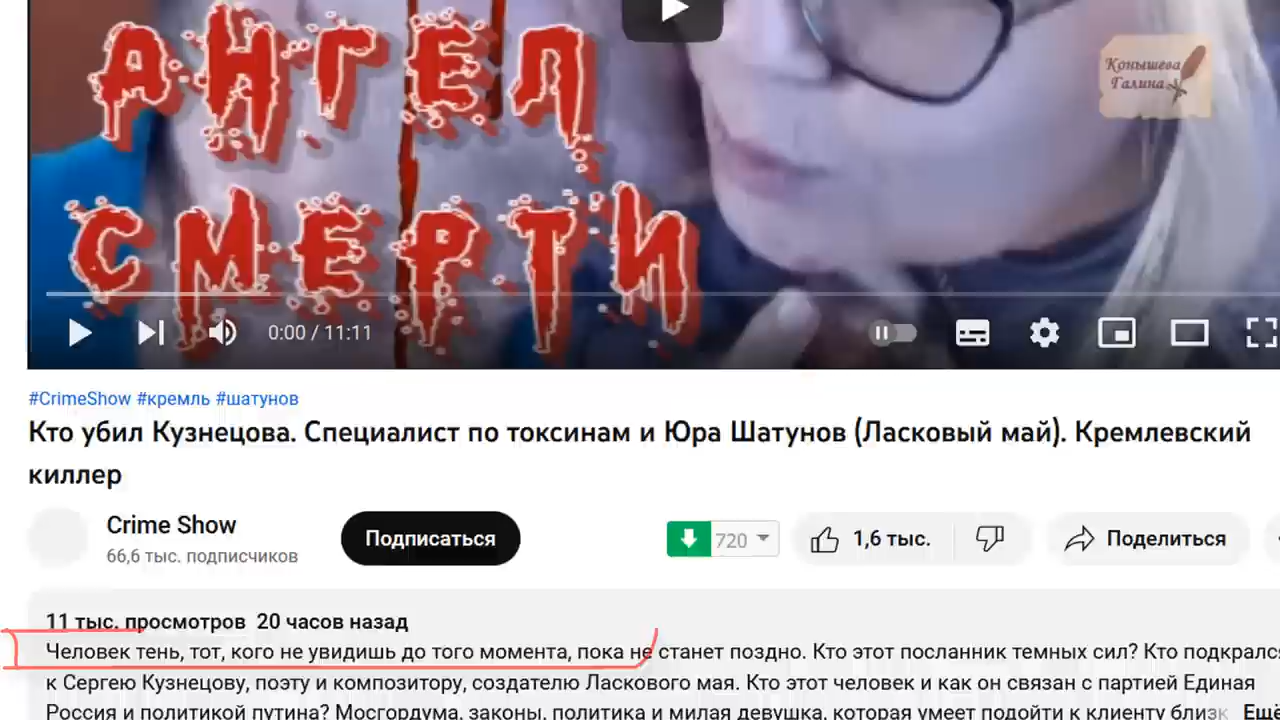 АНГЕЛ
СМЕРТИ
Конышева
Галина
0:00 / 11:11
#CrimeShow #кремль #шатунов
Кто убил Кузнецова. Специалист по токсинам и Юра Шатунов (Ласковый май). Кремлевский
киллер
Crime Show
66,6 тыс. подписчиков
Подписаться
720
1,6 тыс.
Поделиться
11 тыс. просмотров 20 часов назад
Человек тень, тот, кого не увидишь до того момента, пока не станет поздно. Кто этот посланник темных сил? Кто подкрался
к Сергею Кузнецову, поэту и композитору, создателю Ласкового мая. Кто этот человек и как он связан с партией Единая
Россия и политикой путина? Мосгордума, законы, политика и милая девушка, которая умеет подойти к клиенту близк Ещё